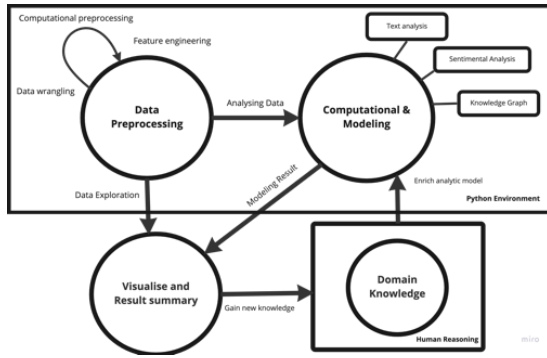 Computational preprocessing
Feature engineering
Data wrangling
Data
Preprocessing
Analysing Data
Computational &
Modeling
Text analysis
Sentimental Analysis
Knowledge Graph
Data Exploration
Modeling Result
Enrich analytic model
Python Environment
Visualise and
Result summary
Gain new knowledge
Domain
Knowledge
Human Reasoning
miro